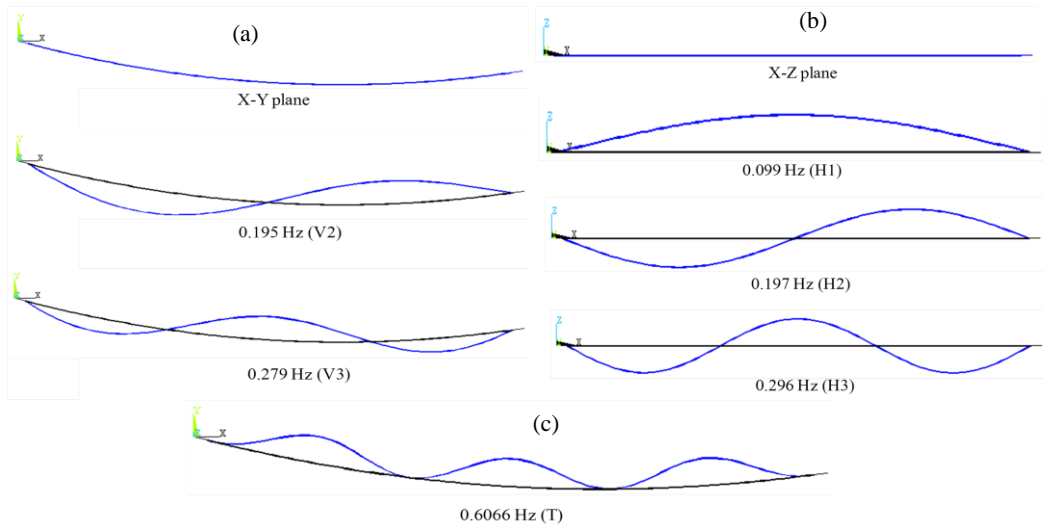 (a)
Y
Z
X
X-Y plane
Y
Z
X
0.195 Hz (V2)
Y
Z
X
0.279 Hz (V3)
(b)
Z
X
X-Z plane
Z
X
0.099 Hz (H1)
Z
X
0.197 Hz (H2)
Z
X
0.296 Hz (H3)
(c)
Y
Z
X
0.6066 Hz (T)